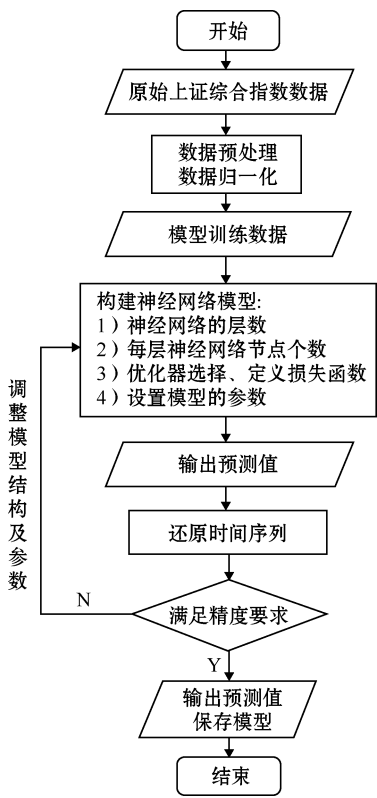 开始
原始上证综合指数数据
数据预处理
数据归一化
模型训练数据
构建神经网络模型:
1）神经网络的层数
2）每层神经网络节点个数
3）优化器选择、定义损失函数
4）设置模型的参数
调整模型结构及参数
输出预测值
还原时间序列
满足精度要求
N
Y
输出预测值
保存模型
结束